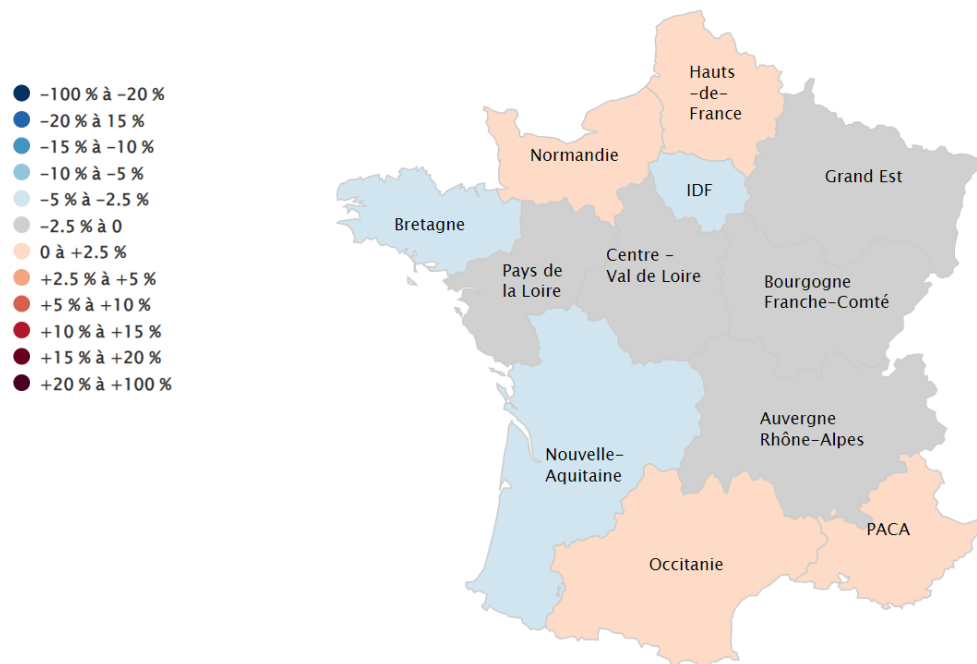 -100 % à -20 %
-20 % à 15 %
-15 % à -10 %
-10 % à -5 %
-5 % à -2.5 %
-2.5 % à 0
0 à +2.5 %
+2.5 % à +5 %
+5 % à +10 %
+10 % à +15 %
+15 % à +20 %
+20 % à +100 %
Hauts
-de-
France
Normandie
Grand Est
IDF
Bretagne
Centre -
Val de Loire
Pays de
la Loire
Bourgogne
Franche-Comté
Auvergne
Rhône-Alpes
Nouvelle-
Aquitaine
PACA
Occitanie